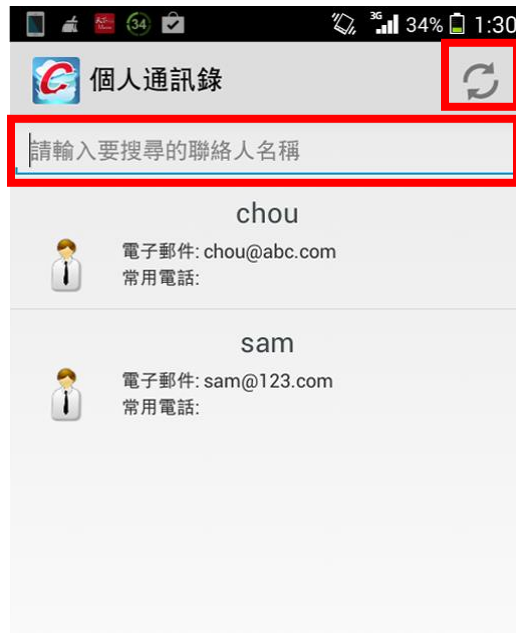 34 3G 34% 1:30
個人通訊錄
請輸入要搜尋的聯絡人名稱
chou
電子郵件: chou@abc.com
常用電話:
sam
電子郵件: sam@123.com
常用電話: